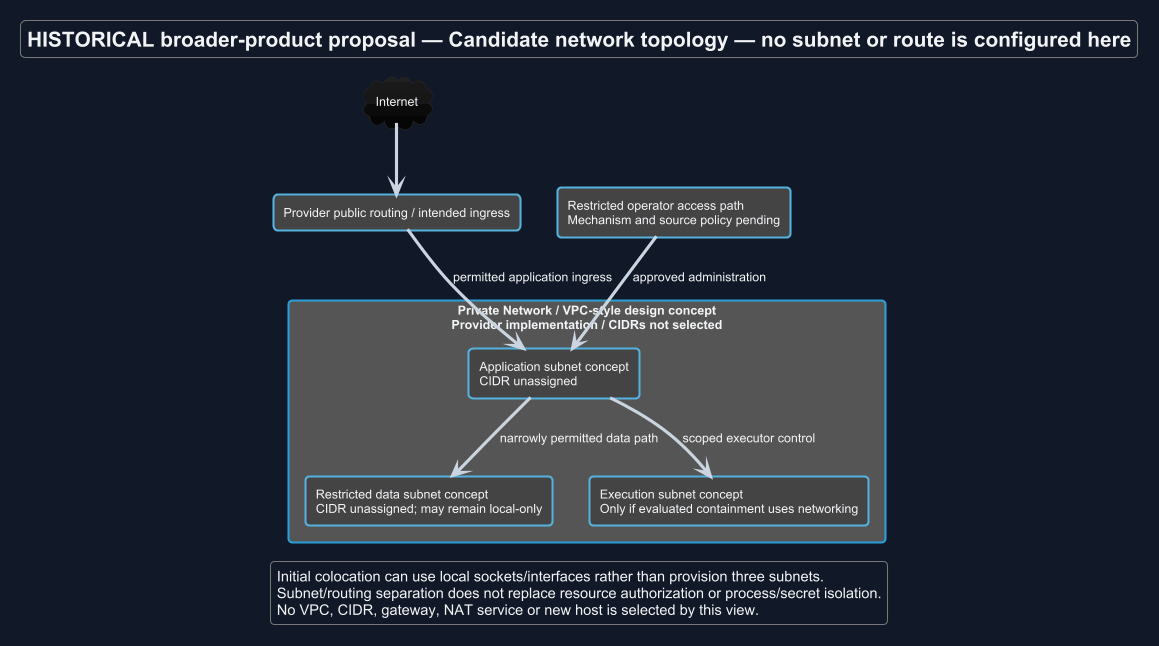 HISTORICAL broader-product proposal — Candidate network topology — no subnet or route is configured here
Internet
Provider public routing / intended ingress
Restricted operator access path
Mechanism and source policy pending
permitted application ingress
approved administration
Private Network / VPC-style design concept
Provider implementation / CIDRs not selected
Application subnet concept
CIDR unassigned
narrowly permitted data path
scoped executor control
Restricted data subnet concept
CIDR unassigned; may remain local-only
Execution subnet concept
Only if evaluated containment uses networking
Initial colocation can use local sockets/interfaces rather than provision three subnets.
Subnet/routing separation does not replace resource authorization or process/secret isolation.
No VPC, CIDR, gateway, NAT service or new host is selected by this view.